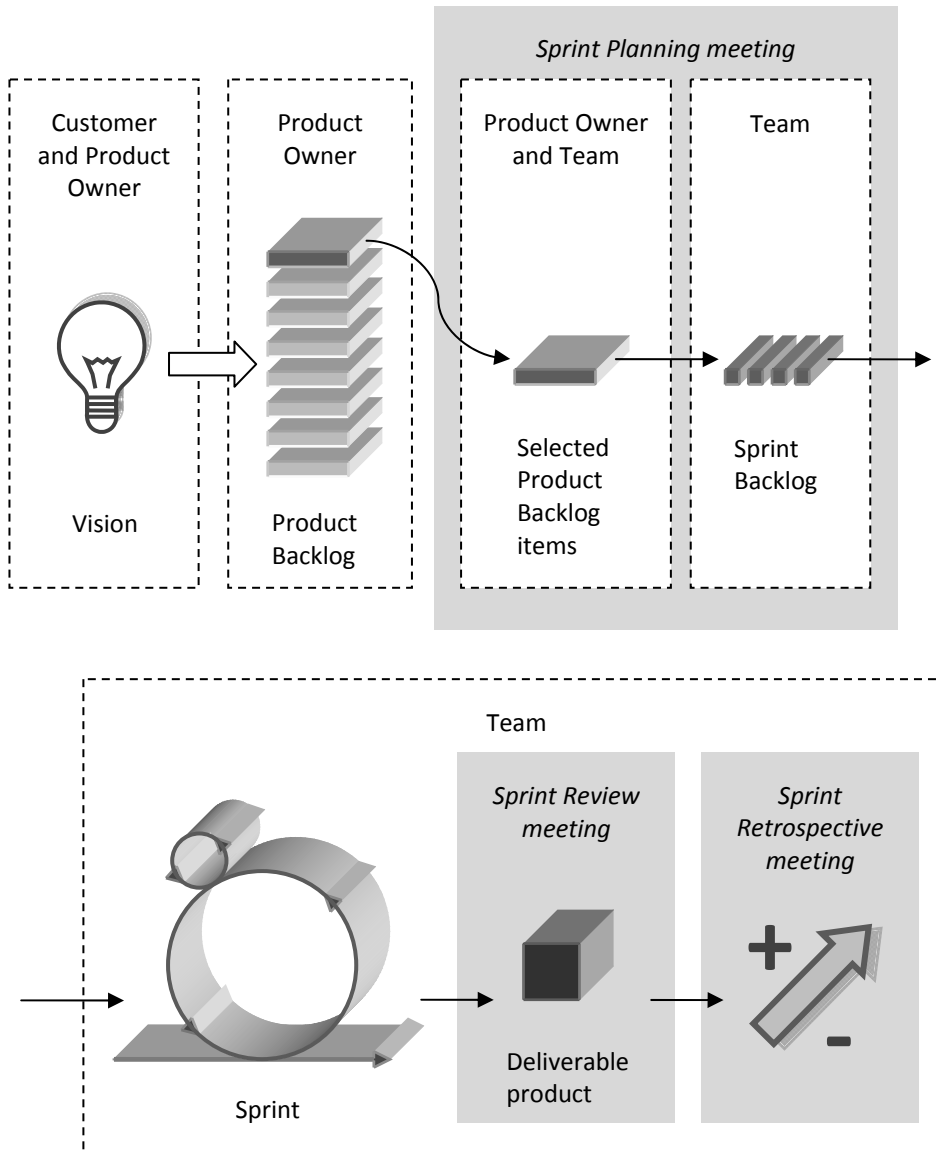 Sprint Planning meeting
Customer
and Product
Owner
Product
Owner
Product Owner
and Team
Team
Vision
Product
Backlog
Selected
Product
Backlog
items
Sprint
Backlog
Team
Sprint Review
meeting
Sprint
Retrospective
meeting
+
-
Deliverable
product
Sprint